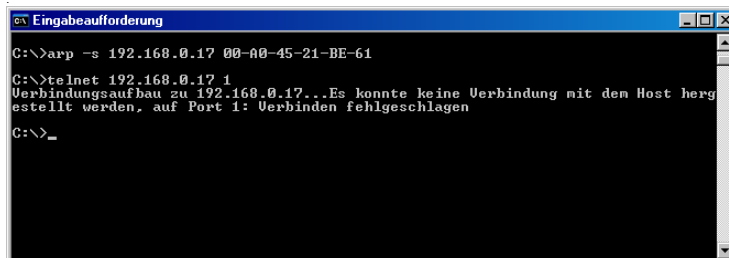 Eingabeaufforderung
C:\>arp -s 192.168.0.17 00-A0-45-21-BE-61
C:\>telnet 192.168.0.17 1
Verbindungsaufbau zu 192.168.0.17...Es konnte keine Verbindung mit dem Host herg
estellt werden, auf Port 1: Verbinden fehlgeschlagen
C:\>_